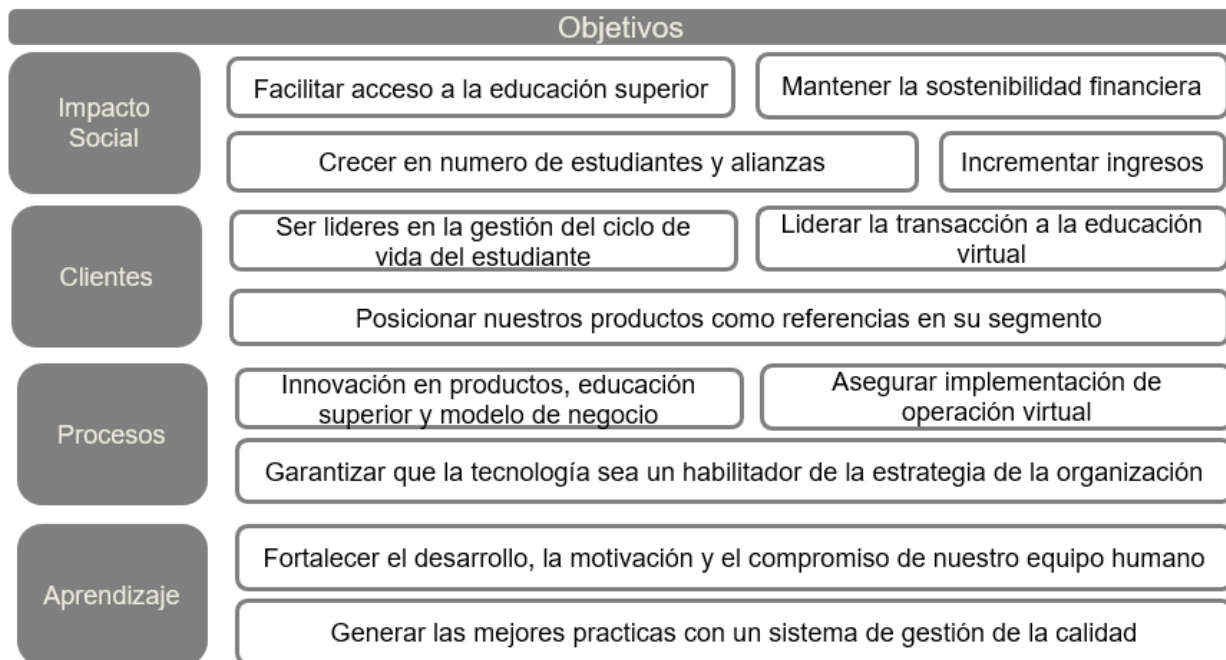 Objetivos
Impacto
Social
Facilitar acceso a la educación superior
Mantener la sostenibilidad financiera
Crecer en numero de estudiantes y alianzas
Incrementar ingresos
Clientes
Ser lideres en la gestión del ciclo de
vida del estudiante
Liderar la transacción a la educación
virtual
Posicionar nuestros productos como referencias en su segmento
Procesos
Innovación en productos, educación
superior y modelo de negocio
Asegurar implementación de
operación virtual
Garantizar que la tecnología sea un habilitador de la estrategia de la organización
Aprendizaje
Fortalecer el desarrollo, la motivación y el compromiso de nuestro equipo humano
Generar las mejores practicas con un sistema de gestión de la calidad